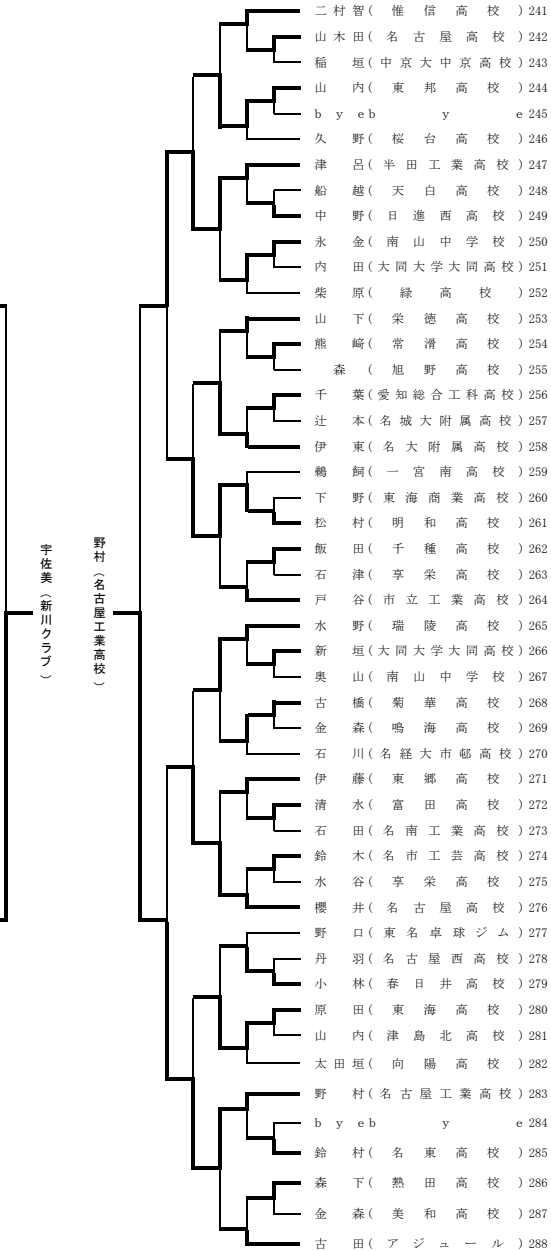 二村智(惟信高校)241
山木田(名古屋高校)242
稲垣(中京大中京高校)243
山内(東邦高校)244
byebye245
久野(桜台高校)246
津呂(半田工業高校)247
船越(天白高校)248
中野(日進西高校)249
永金(南山中学校)250
内田(大同大学大同高校)251
柴原(緑高校)252
山下(栄徳高校)253
熊﨑(常滑高校)254
森(旭野高校)255
千葉(愛知総合工科高校)256
辻本(名城大附属高校)257
伊東(名大附属高校)258
鵜飼(一宮南高校)259
下野(東海商業高校)260
松村(明和高校)261
飯田(千種高校)262
石津(享栄高校)263
戸谷(市立工業高校)264
水野(瑞陵高校)265
新垣(大同大学大同高校)266
奥山(南山中学校)267
古橋(菊華高校)268
金森(鳴海高校)269
石川(名経大市邨高校)270
伊藤(東郷高校)271
清水(富田高校)272
石田(名南工業高校)273
鈴木(名市工芸高校)274
水谷(享栄高校)275
櫻井(名古屋高校)276
野口(東名卓球ジム)277
丹羽(名古屋西高校)278
小林(春日井高校)279
原田(東海高校)280
山内(津島北高校)281
太田垣(向陽高校)282
野村(名古屋工業高校)283
byebye284
鈴村(名東高校)285
森下(熱田高校)286
金森(美和高校)287
古田(アジュール)288
野村(名古屋工業高校)
宇佐美(新川クラブ)